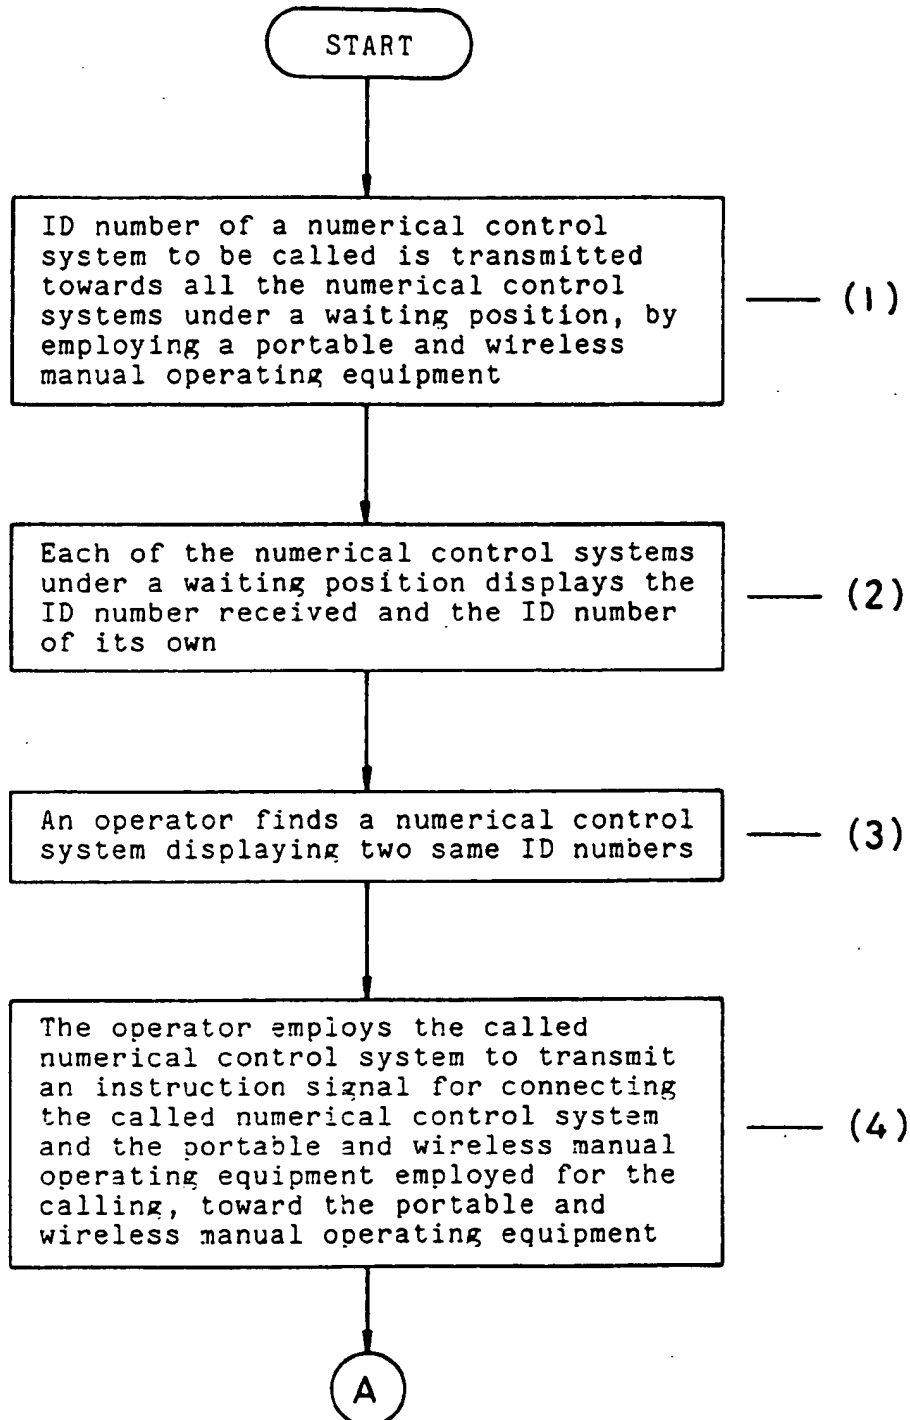 START
ID number of a numerical control
system to be called is transmitted
towards all the numerical control
systems under a waiting position, by
employing a portable and wireless
manual operating equipment
(1)
Each of the numerical control systems
under a waiting position displays the
ID number received and the ID number
of its own
(2)
An operator finds a numerical control
system displaying two same ID numbers
(3)
The operator employs the called
numerical control system to transmit
an instruction signal for connecting
the called numerical control system
and the portable and wireless manual
operating equipment employed for the
calling, toward the portable and
wireless manual operating equipment
(4)
A